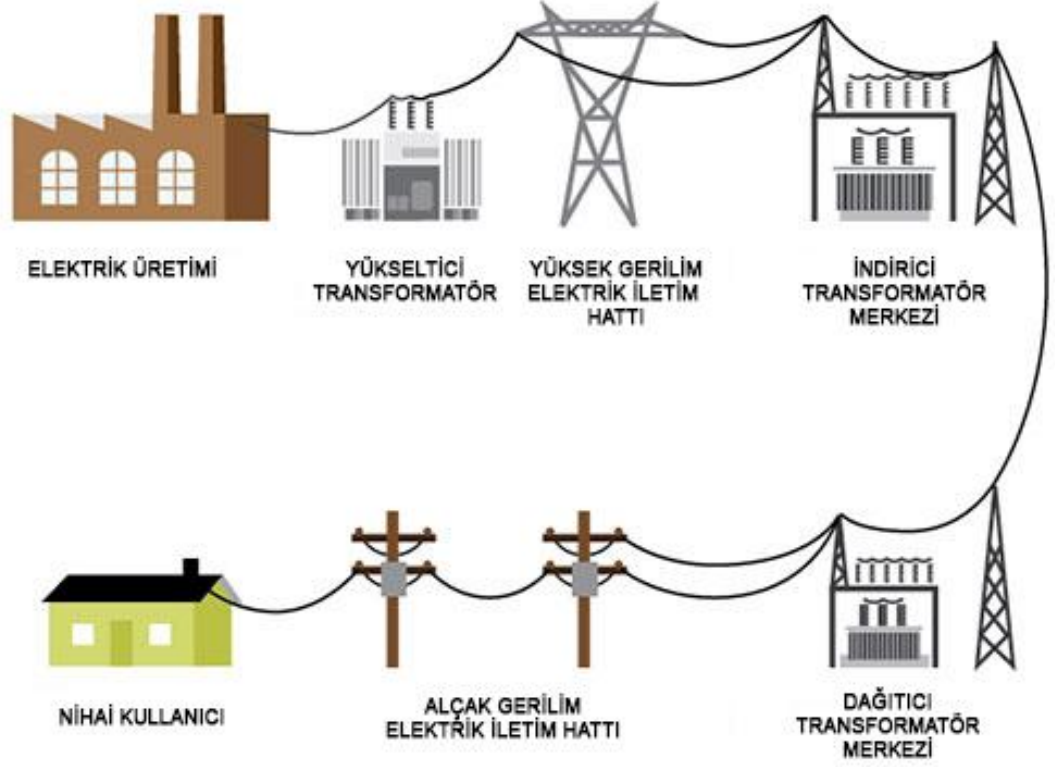 ELEKTRİK ÜRETİMİ
YÜKSELTİCİ
TRANSFORMATÖR
YÜKSEK GERİLİM
ELEKTRİK İLETİM
HATTI
İNDİRİCİ
TRANSFORMATÖR
MERKEZİ
NİHAİ KULLANICI
ALÇAK GERİLİM
ELEKTRİK İLETİM HATTI
DAĞITICI
TRANSFORMATÖR
MERKEZİ